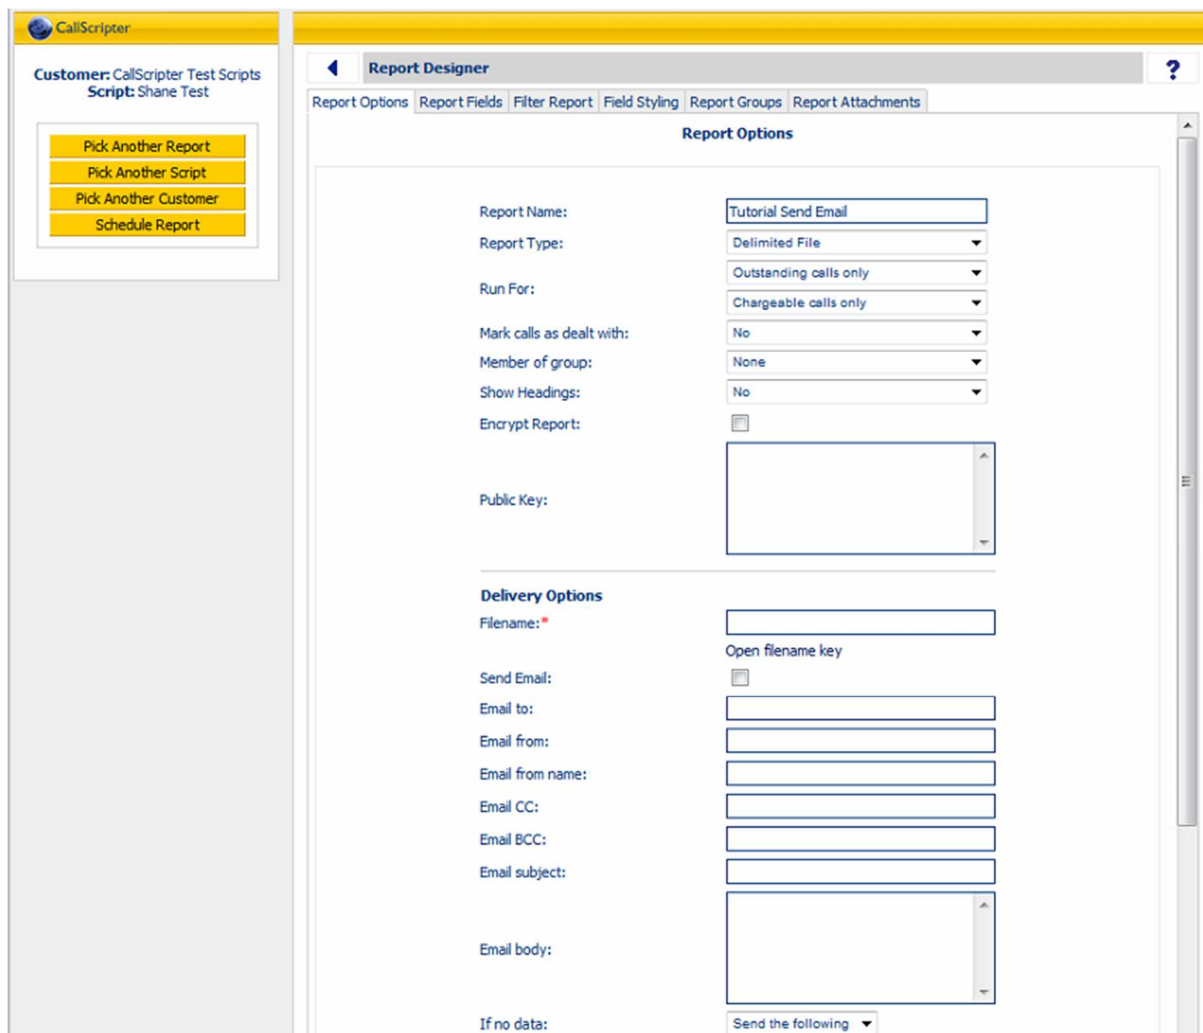 CallScripter
Customer: CallScripter Test Scripts
Script: Shane Test
Pick Another Report
Pick Another Script
Pick Another Customer
Schedule Report
Report Designer
?
Report Options Report Fields Filter Report Field Styling Report Groups Report Attachments
Report Options
Report Name: Tutorial Send Email
Report Type: Delimited File
Run For: Outstanding calls only
Chargeable calls only
Mark calls as dealt with: No
Member of group: None
Show Headings: No
Encrypt Report:
Public Key:
Delivery Options
Filename:*
Open filename key
Send Email:
Email to:
Email from:
Email from name:
Email CC:
Email BCC:
Email subject:
Email body:
If no data: Send the following